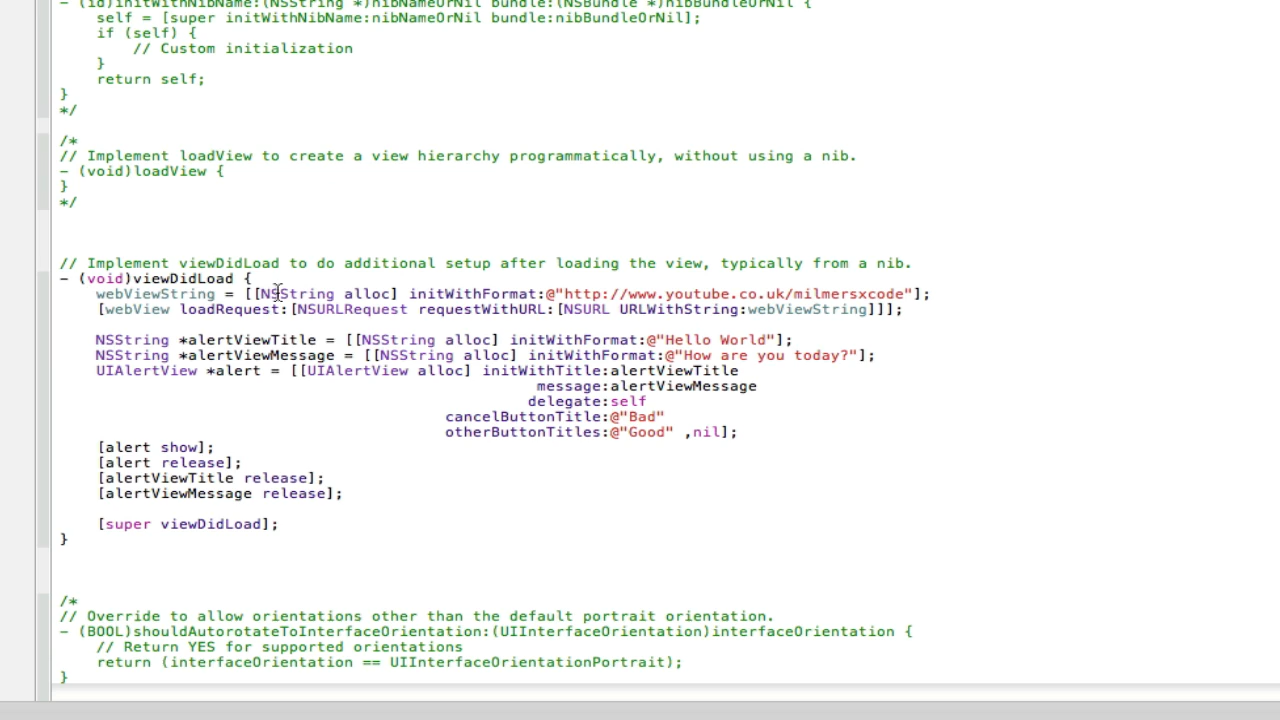 - (id)initWithNibName:(NSString *)nibNameOrNil bundle:(NSBundle *)nibBundleOrNil {
self = [super initWithNibName:nibNameOrNil bundle:nibBundleOrNil];
if (self) {
// Custom initialization
}
return self;
}
*/
/*
// Implement loadView to create a view hierarchy programmatically, without using a nib.
- (void)loadView {
}
*/
// Implement viewDidLoad to do additional setup after loading the view, typically from a nib.
- (void)viewDidLoad {
webViewString = [[NSString alloc] initWithFormat:@"http://www.youtube.co.uk/milmersxcode"];
[webView loadRequest:[NSURLRequest requestWithURL:[NSURL URLWithString:webViewString]]];
NSString *alertViewTitle = [[NSString alloc] initWithFormat:@"Hello World"];
NSString *alertViewMessage = [[NSString alloc] initWithFormat:@"How are you today?"];
UIAlertView *alert = [[UIAlertView alloc] initWithTitle:alertViewTitle
message:alertViewMessage
delegate:self
cancelButtonTitle:@"Bad"
otherButtonTitles:@"Good" ,nil];
[alert show];
[alert release];
[alertViewTitle release];
[alertViewMessage release];
[super viewDidLoad];
}
/*
// Override to allow orientations other than the default portrait orientation.
- (BOOL)shouldAutorotateToInterfaceOrientation:(UIInterfaceOrientation)interfaceOrientation {
// Return YES for supported orientations
return (interfaceOrientation == UIInterfaceOrientationPortrait);
}